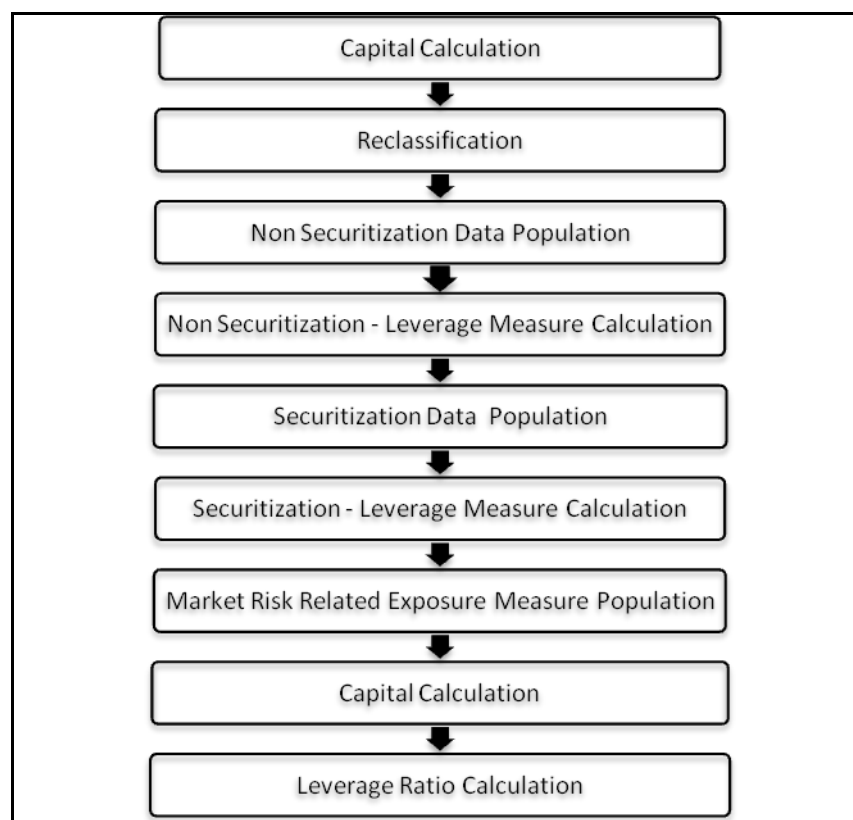 Capital Calculation
Reclassification
Non Securitization Data Population
Non Securitization - Leverage Measure Calculation
Securitization Data Population
Securitization - Leverage Measure Calculation
Market Risk Related Exposure Measure Population
Capital Calculation
Leverage Ratio Calculation